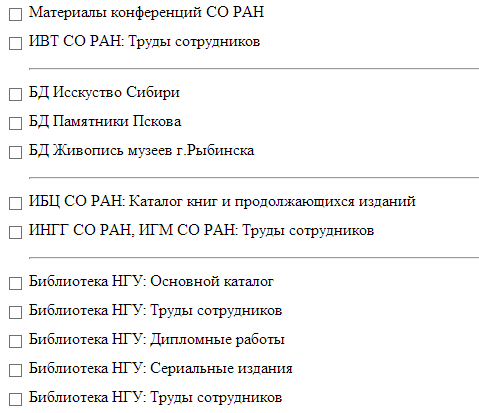 Материалы конференций СО РАН
ИВТ СО РАН: Труды сотрудников
БД Исскуство Сибири
БД Памятники Пскова
БД Живопись музеев г.Рыбинска
ИБЦ СО РАН: Каталог книг и продолжающихся изданий
ИНГГ СО РАН, ИГМ СО РАН: Труды сотрудников
Библиотека НГУ: Основной каталог
Библиотека НГУ: Труды сотрудников
Библиотека НГУ: Дипломные работы
Библиотека НГУ: Сериальные издания
Библиотека НГУ: Труды сотрудников